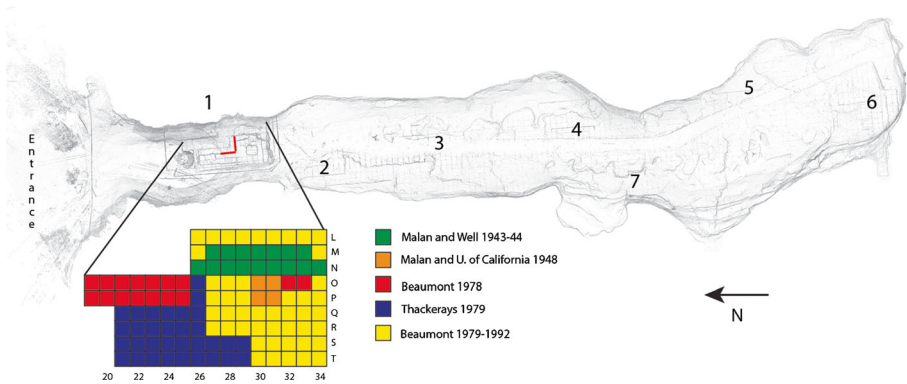 Entrance
1
2
3
4
5
6
7
N
L
M
N
O
P
Q
R
S
T
20 22 24 26 28 30 32 34
Malan and Well 1943-44
Malan and U. of California 1948
Beaumont 1978
Thackerays 1979
Beaumont 1979-1992